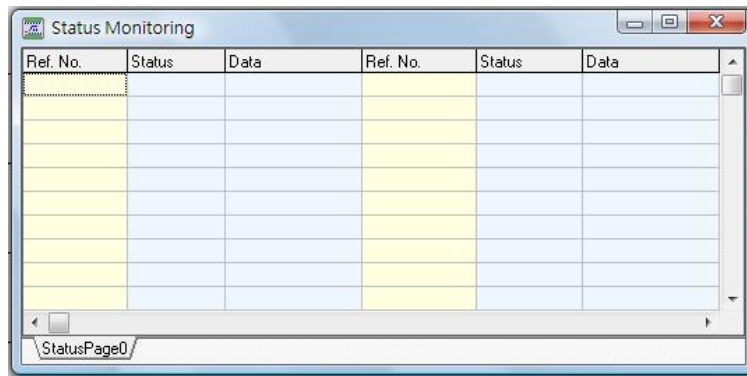 Status Monitoring
Ref. No. Status Data Ref. No. Status Data
StatusPage0